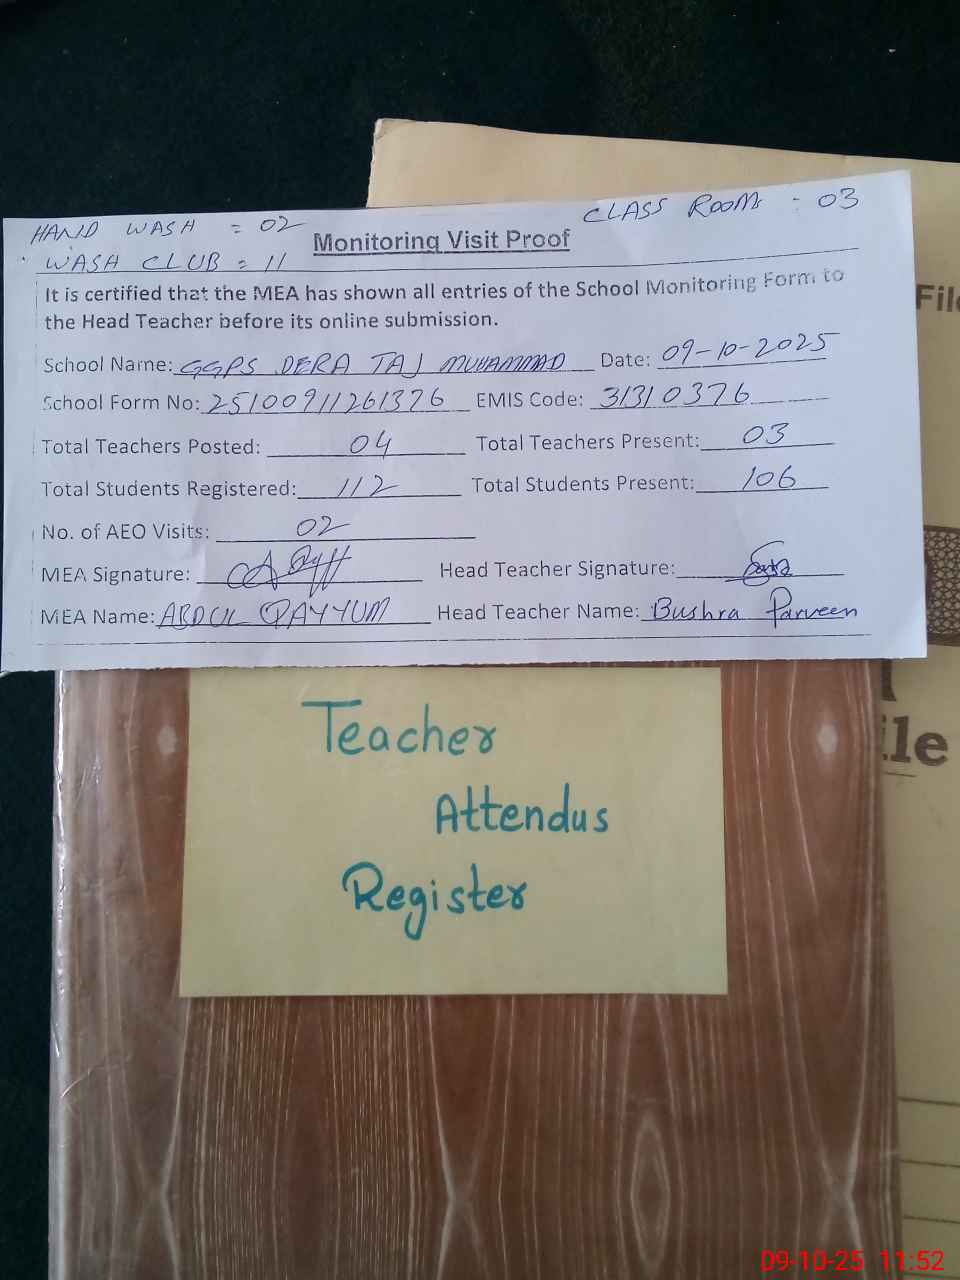 HAND WASH = 02
CLASS ROOM : 03
Monitoring Visit Proof
WASH CLUB = 11
It is certified that the MEA has shown all entries of the School Monitoring Form to
the Head Teacher before its online submission.
School Name: GGPS DERA TAJ MUHAMMAD Date: 09-10-2025
School Form No: 25100911261376 EMIS Code: 31310376
Total Teachers Posted: 04 Total Teachers Present: 03
Total Students Registered: 112 Total Students Present: 106
No. of AEO Visits: 02
MEA Signature: Head Teacher Signature:
MEA Name: ABDUL QAYYUM Head Teacher Name: Bushra Parveen
File
ile
Teacher
Attendus
Register
09-10-25 11:52